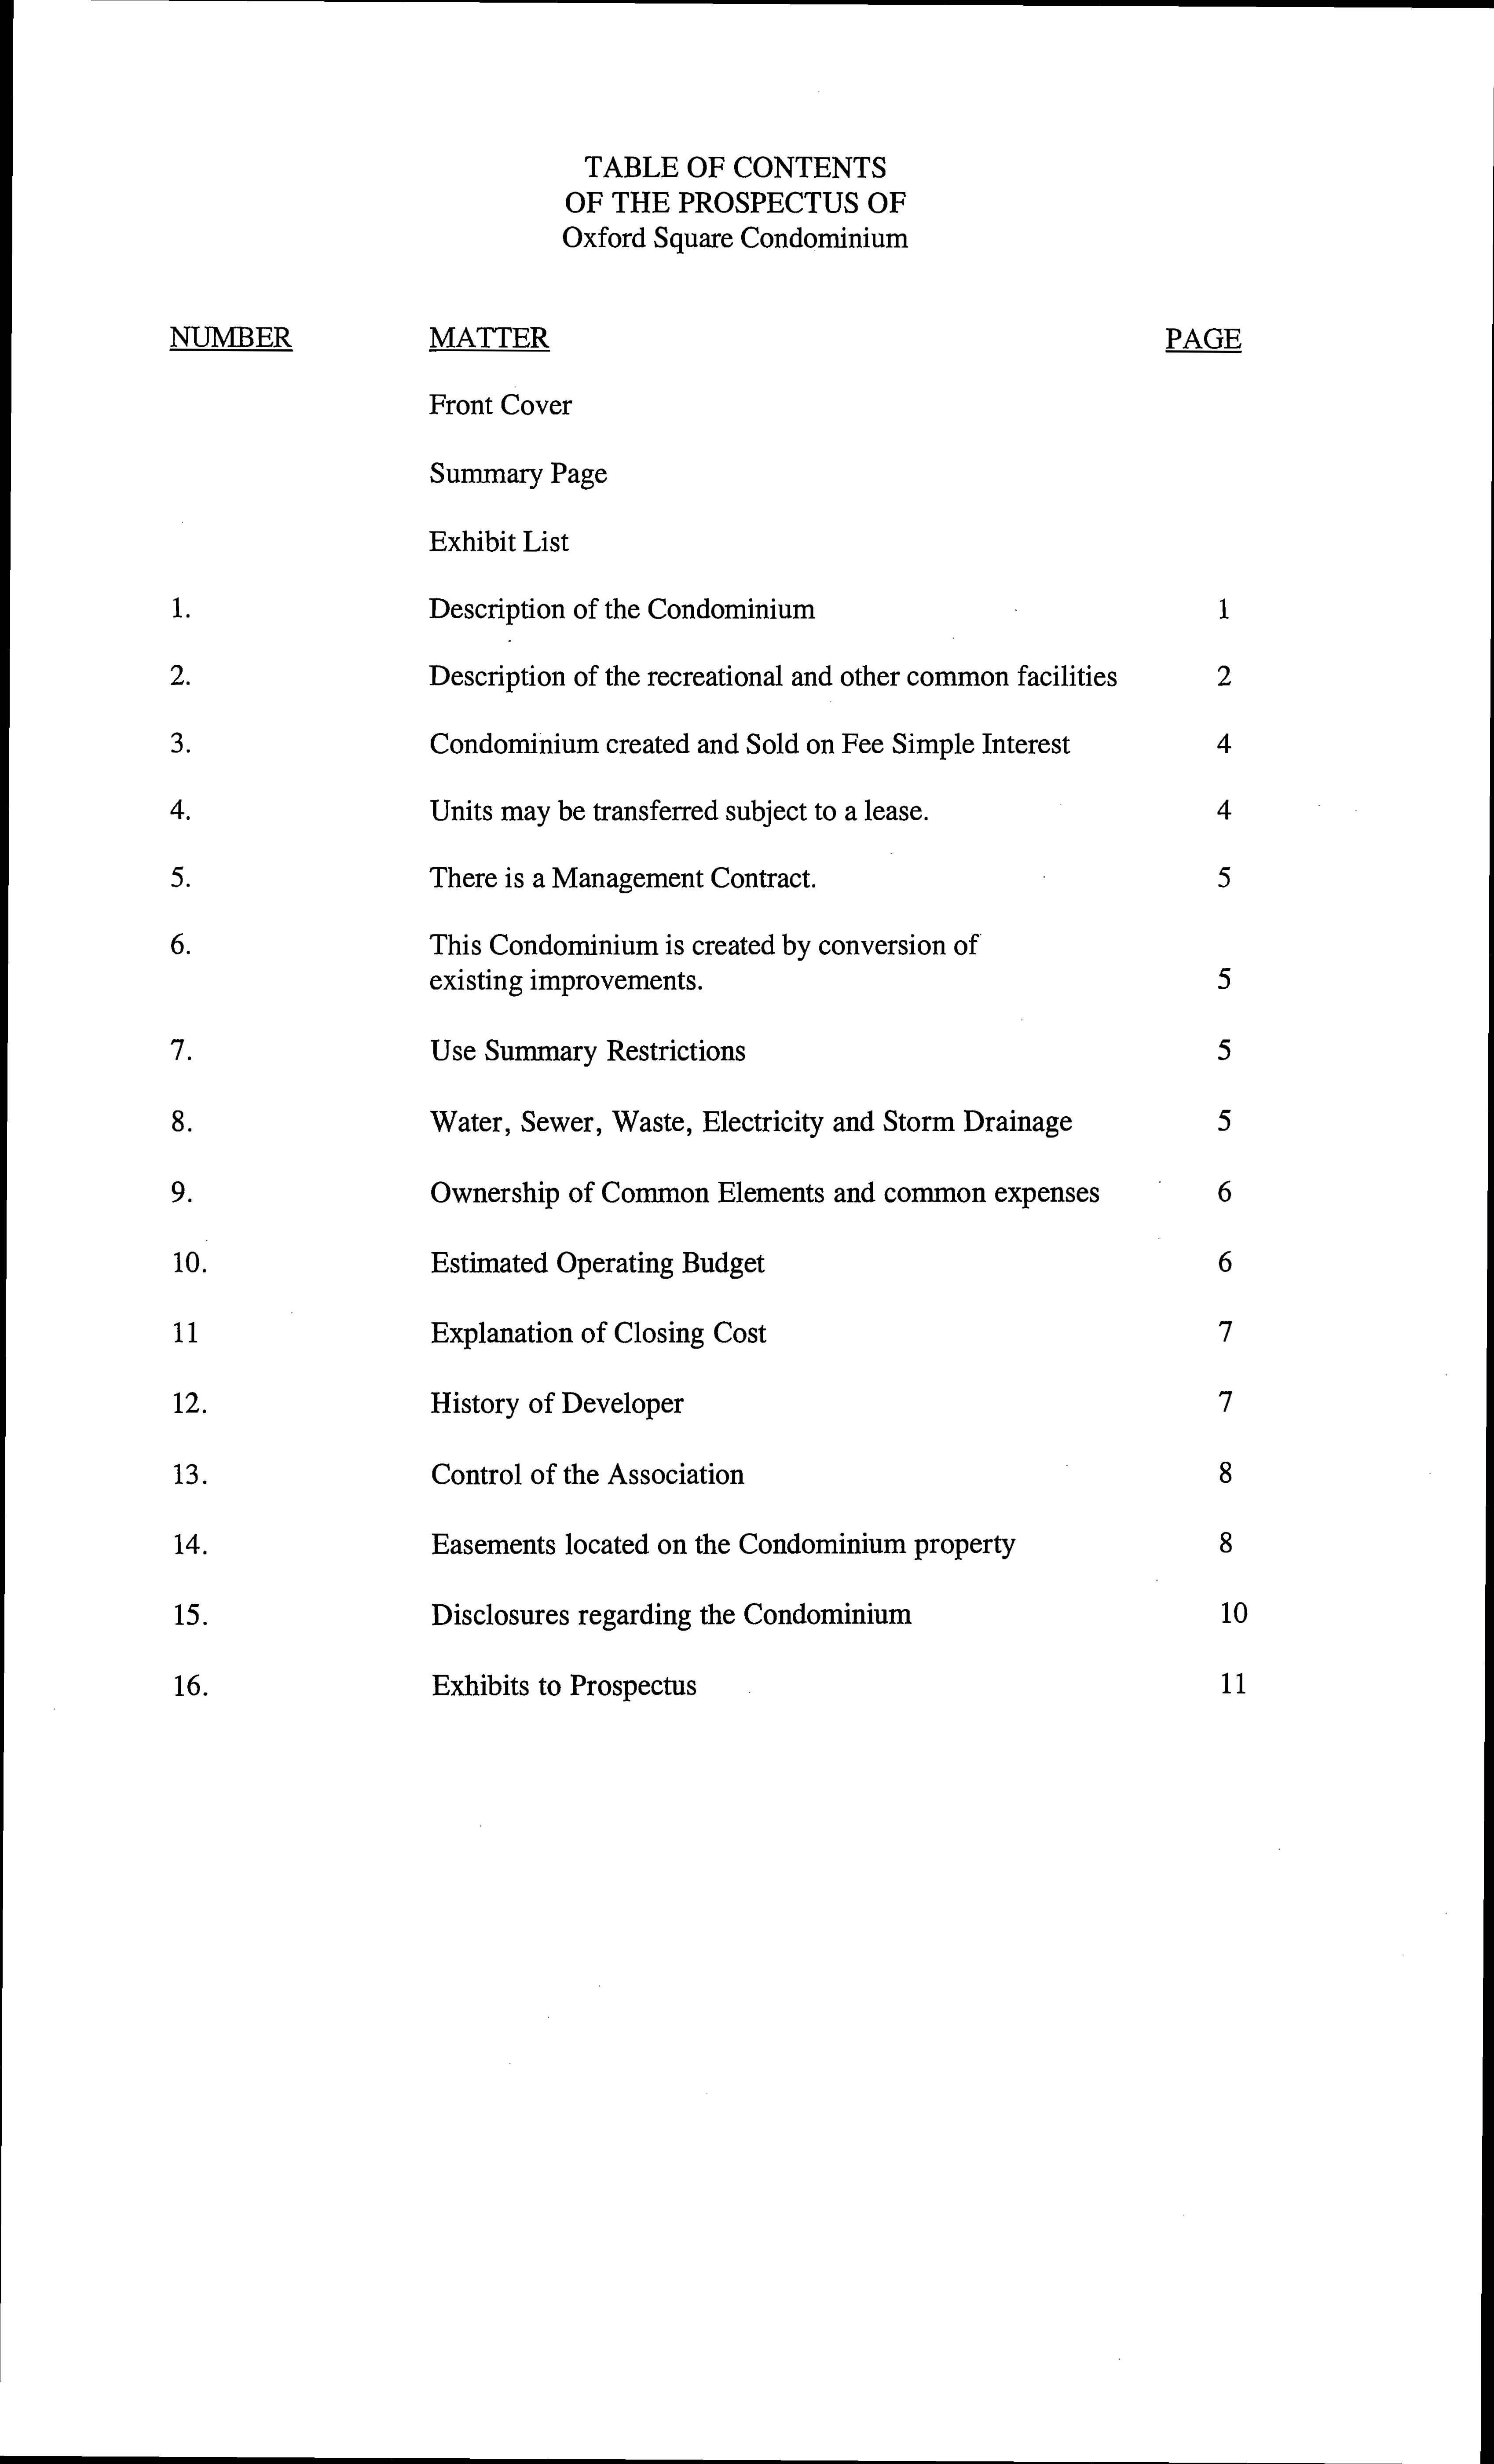 TABLE OF CONTENTS
OF THE PROSPECTUS OF
Oxford Square Condominium
NUMBER MATTER PAGE
Front Cover
Summary Page
Exhibit List
1. Description of the Condominium 1
2. Description of the recreational and other common facilities 2
3. Condominium created and Sold on Fee Simple Interest 4
4. Units may be transferred subject to a lease. 4
5. There is a Management Contract. 5
6. This Condominium is created by conversion of
existing improvements. 5
7. Use Summary Restrictions 5
8. Water, Sewer, Waste, Electricity and Storm Drainage 5
9. Ownership of Common Elements and common expenses 6
10. Estimated Operating Budget 6
11 Explanation of Closing Cost 7
12. History of Developer 7
13. Control of the Association 8
14. Easements located on the Condominium property 8
15. Disclosures regarding the Condominium 10
16. Exhibits to Prospectus 11